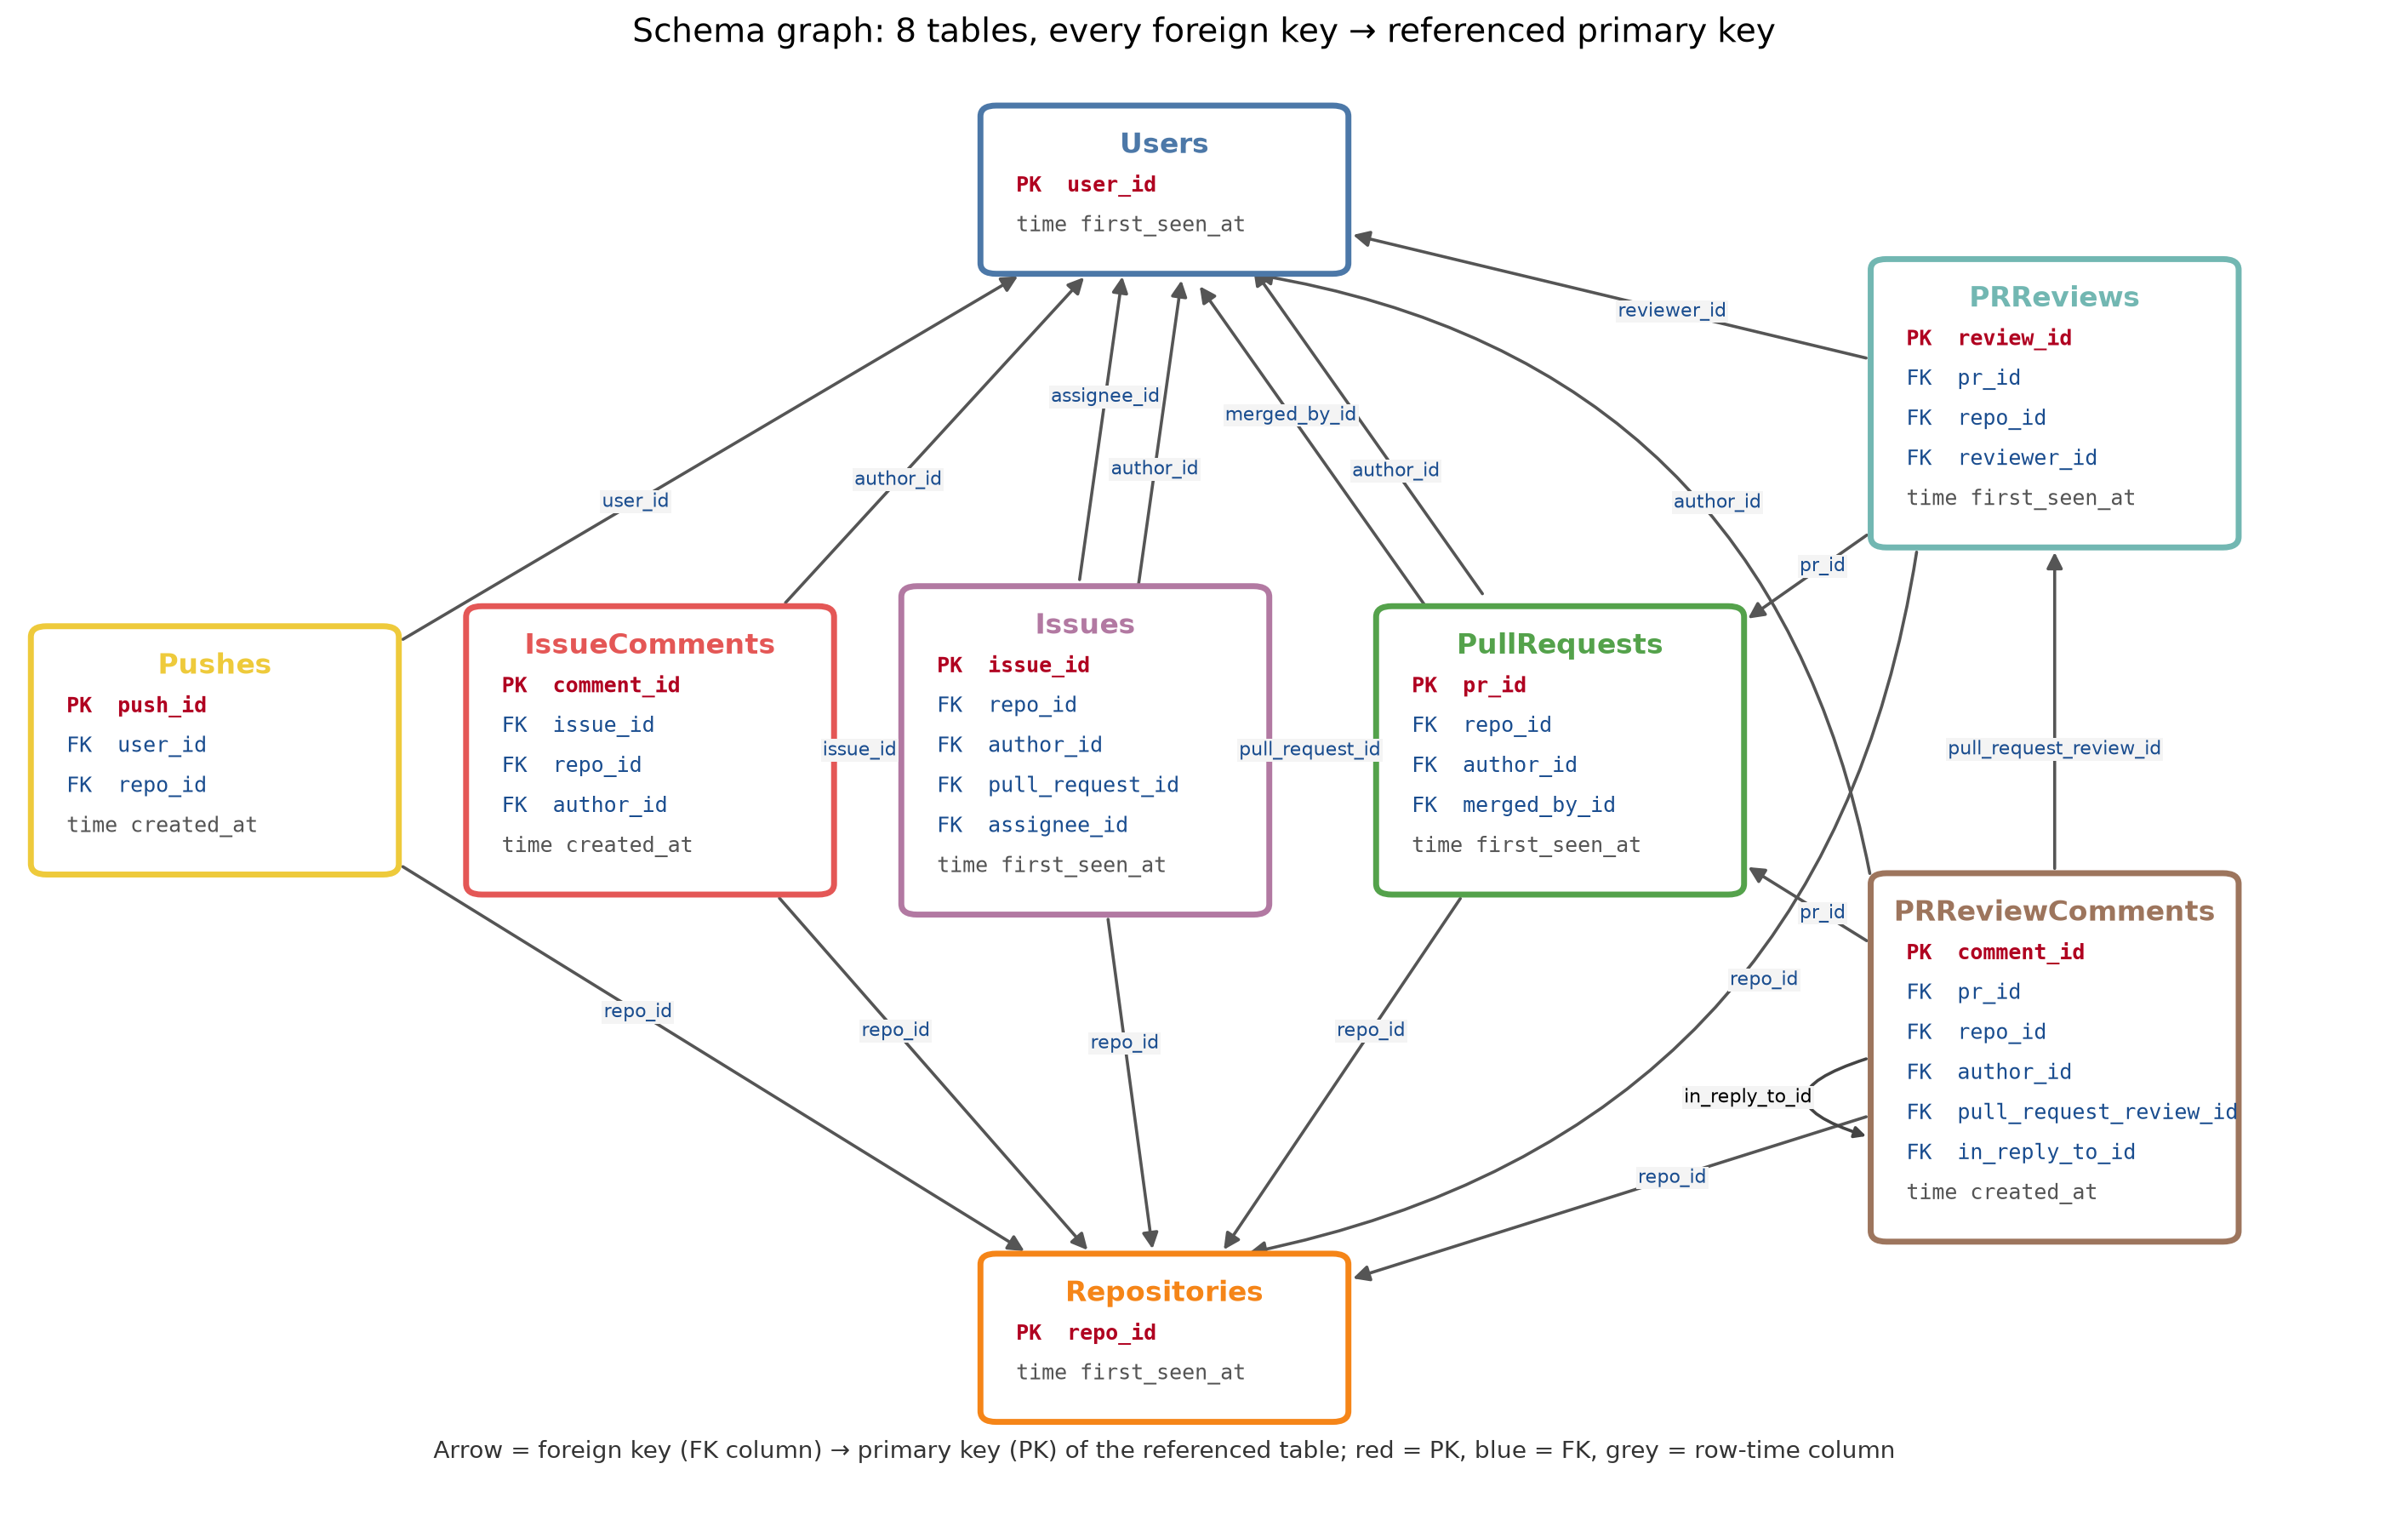 Schema graph: 8 tables, every foreign key → referenced primary key
Users
PK user_id
time first_seen_at
PRReviews
PK review_id
FK pr_id
FK repo_id
FK reviewer_id
time first_seen_at
reviewer_id
assignee_id
merged_by_id
author_id
author_id
author_id
user_id
author_id
pr_id
Pushes
PK push_id
FK user_id
FK repo_id
time created_at
IssueComments
PK comment_id
FK issue_id
FK repo_id
FK author_id
time created_at
issue_id
Issues
PK issue_id
FK repo_id
FK author_id
FK pull_request_id
FK assignee_id
time first_seen_at
pull_request_id
PullRequests
PK pr_id
FK repo_id
FK author_id
FK merged_by_id
time first_seen_at
pull_request_review_id
pr_id
PRReviewComments
PK comment_id
FK pr_id
FK repo_id
FK author_id
FK pull_request_review_id
FK in_reply_to_id
time created_at
repo_id
in_reply_to_id
repo_id
repo_id
repo_id
repo_id
repo_id
Repositories
PK repo_id
time first_seen_at
Arrow = foreign key (FK column) → primary key (PK) of the referenced table; red = PK, blue = FK, grey = row-time column